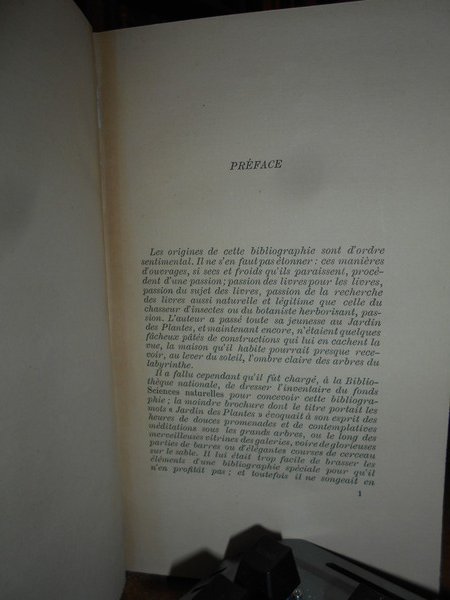 PRÉFACE
Les origines de cette bibliographie sont d'ordre
sentimental. Il ne s'en faut pas étonner : ces manières
d'ouvrages, si secs et froids qu'ils paraissent, procè-
dent d'une passion; passion des livres pour les livres,
passion du sujet des livres, passion de la recherche
des livres aussi naturelle et légitime que celle du
chasseur d'insectes ou du botaniste herborisant, pas-
sion. L'auteur a passé toute sa jeunesse au Jardin
des Plantes, et maintenant encore, n'étaient quelques
fâcheux pâtés de constructions qui lui en cachent la
vue, la maison qu'il habite pourrait presque rece-
voir, au lever du soleil, l'ombre claire des arbres du
labyrinthe.
Il a fallu cependant qu'il fût chargé, à la Biblio-
thèque nationale, de dresser l'inventaire du fonds
Sciences naturelles pour concevoir cette bibliogra-
phie ; la moindre brochure dont le titre portait les
mots « Jardin des Plantes » évoquait à son esprit des
heures de douces promenades et de contemplatives
méditations sous les grands arbres, ou le long des
merveilleuses vitrines des galeries, voire de glorieuses
parties de barres ou d'élégantes courses de cerceau
sur le sable. Il lui était trop facile de brasser les
éléments d'une bibliographie spéciale pour qu'il
n'en profitât pas ; et toutefois il ne songeait en
1